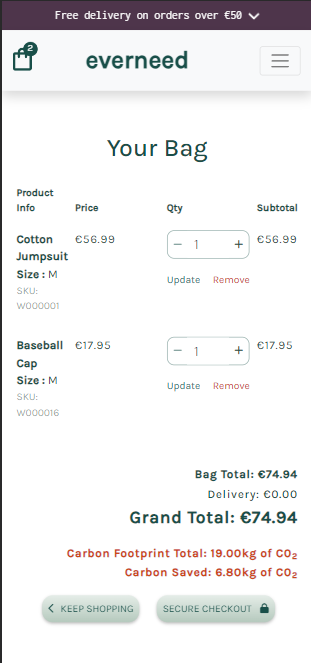 Free delivery on orders over €50
2
everneed
Your Bag
Product Info Price Qty Subtotal
Cotton Jumpsuit €56.99 − 1 + €56.99
Size : M
Update Remove
SKU:
W000001
Baseball Cap €17.95 − 1 + €17.95
Size : M
Update Remove
SKU:
W000016
Bag Total: €74.94
Delivery: €0.00
Grand Total: €74.94
Carbon Footprint Total: 19.00kg of CO₂
Carbon Saved: 6.80kg of CO₂
KEEP SHOPPING SECURE CHECKOUT